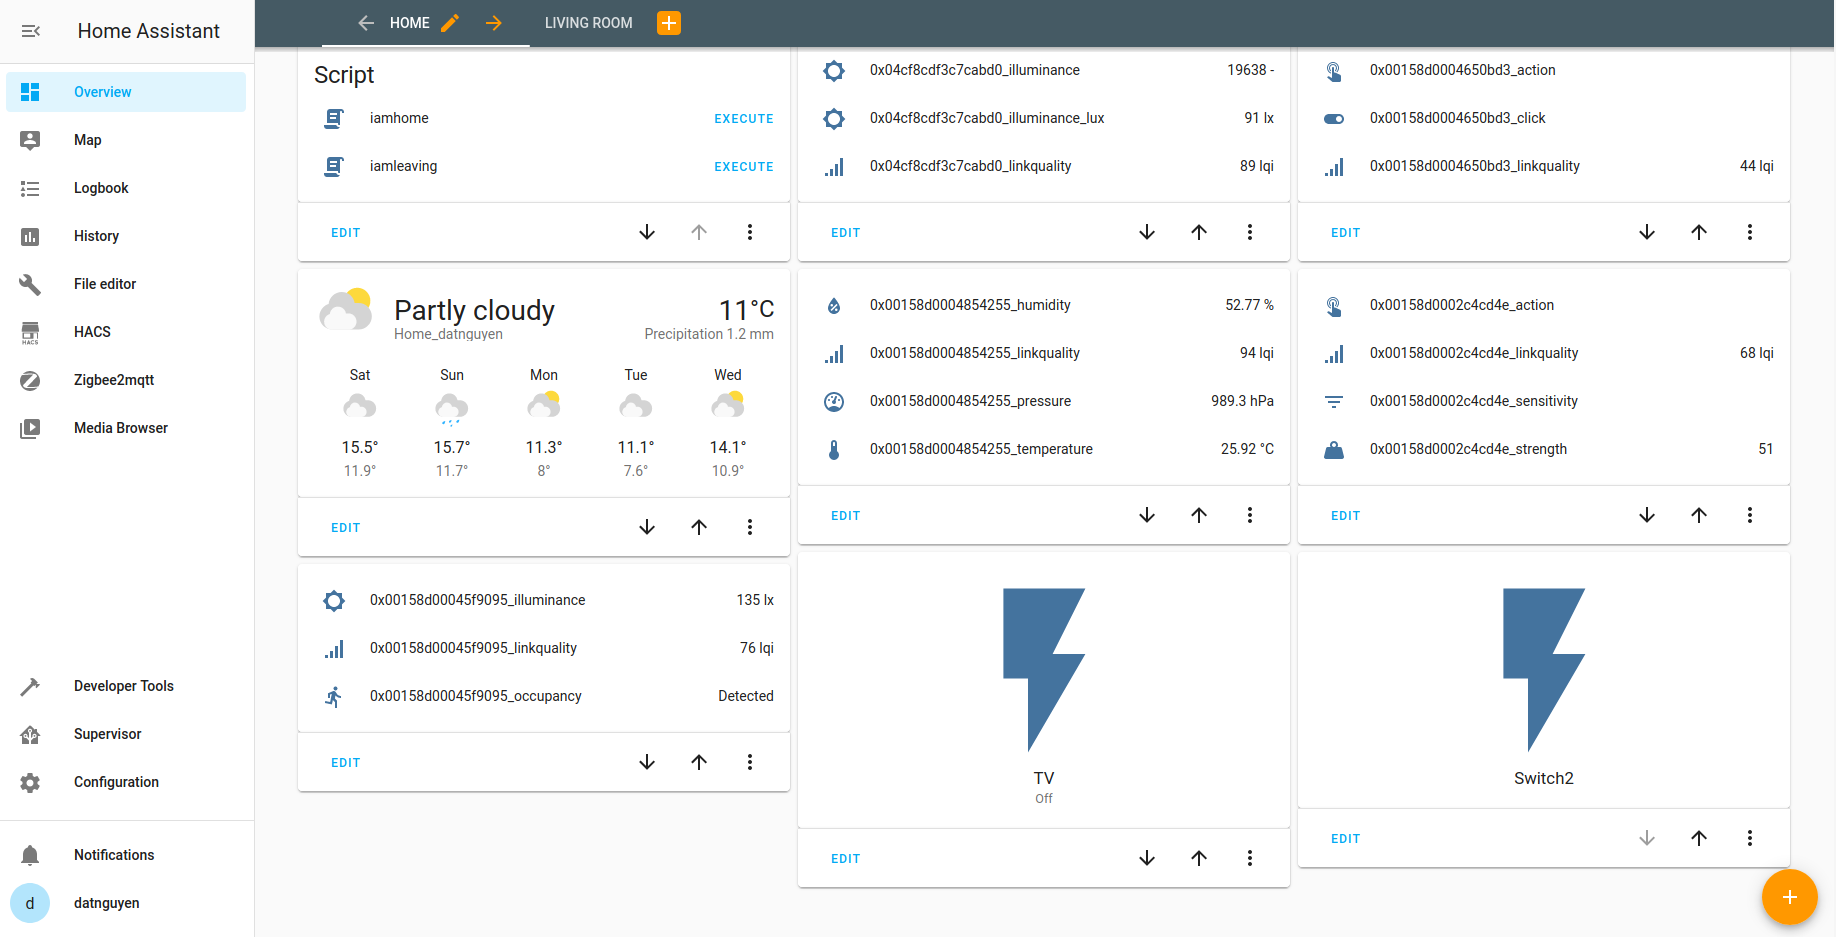 Home Assistant
Overview
Map
Logbook
History
File editor
HACS
HACS
Zigbee2mqtt
Media Browser
Developer Tools
Supervisor
Configuration
Notifications
d
datnguyen
HOME
LIVING ROOM
Script
iamhome EXECUTE
iamleaving EXECUTE
EDIT
Partly cloudy 11°C
Home_datnguyen Precipitation 1.2 mm
Sat Sun Mon Tue Wed
15.5° 15.7° 11.3° 11.1° 14.1°
11.9° 11.7° 8° 7.6° 10.9°
EDIT
0x00158d00045f9095_illuminance 135 lx
0x00158d00045f9095_linkquality 76 lqi
0x00158d00045f9095_occupancy Detected
EDIT
0x04cf8cdf3c7cabd0_illuminance 19638 -
0x04cf8cdf3c7cabd0_illuminance_lux 91 lx
0x04cf8cdf3c7cabd0_linkquality 89 lqi
EDIT
0x00158d0004854255_humidity 52.77 %
0x00158d0004854255_linkquality 94 lqi
0x00158d0004854255_pressure 989.3 hPa
0x00158d0004854255_temperature 25.92 °C
EDIT
TV
Off
EDIT
0x00158d0004650bd3_action
0x00158d0004650bd3_click
0x00158d0004650bd3_linkquality 44 lqi
EDIT
0x00158d0002c4cd4e_action
0x00158d0002c4cd4e_linkquality 68 lqi
0x00158d0002c4cd4e_sensitivity
0x00158d0002c4cd4e_strength 51
EDIT
Switch2
EDIT